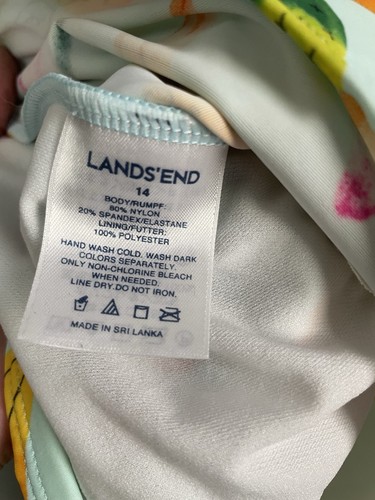 LANDS'END
14
BODY/RUMPF:
80% NYLON
20% SPANDEX/ELASTANE
LINING/FUTTER:
100% POLYESTER
HAND WASH COLD. WASH DARK
COLORS SEPARATELY.
ONLY NON-CHLORINE BLEACH
WHEN NEEDED.
LINE DRY.DO NOT IRON.
MADE IN SRI LANKA